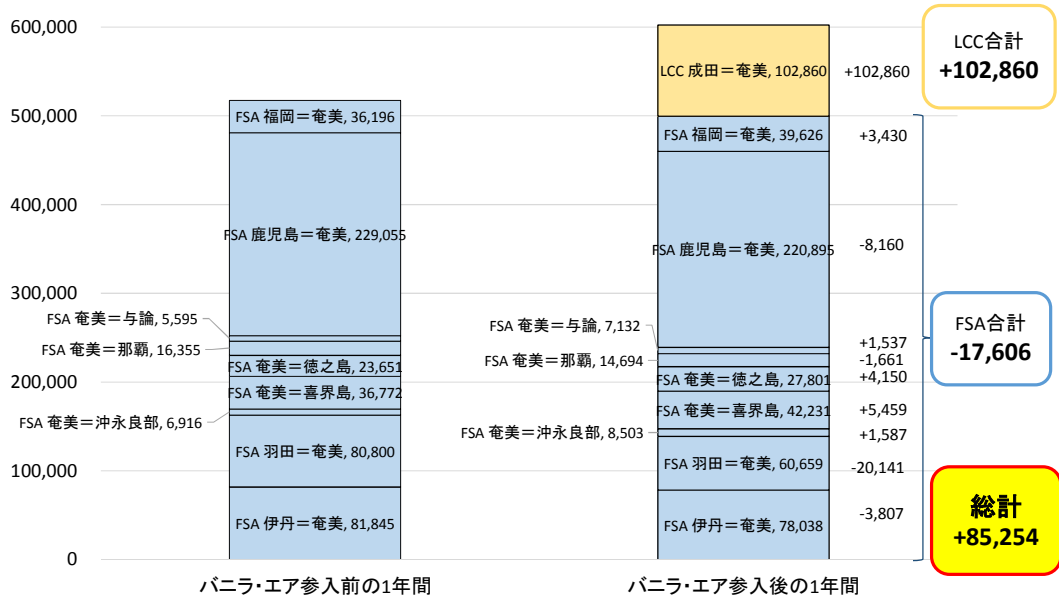 600,000
500,000
400,000
300,000
200,000
100,000
0
FSA 福岡＝奄美, 36,196
FSA 鹿児島＝奄美, 229,055
FSA 奄美＝与論, 5,595
FSA 奄美＝那覇, 16,355
FSA 奄美＝徳之島, 23,651
FSA 奄美＝喜界島, 36,772
FSA 奄美＝沖永良部, 6,916
FSA 羽田＝奄美, 80,800
FSA 伊丹＝奄美, 81,845
バニラ・エア参入前の1年間
LCC 成田＝奄美, 102,860
FSA 福岡＝奄美, 39,626
FSA 鹿児島＝奄美, 220,895
FSA 奄美＝与論, 7,132
FSA 奄美＝那覇, 14,694
FSA 奄美＝徳之島, 27,801
FSA 奄美＝喜界島, 42,231
FSA 奄美＝沖永良部, 8,503
FSA 羽田＝奄美, 60,659
FSA 伊丹＝奄美, 78,038
バニラ・エア参入後の1年間
+102,860
+3,430
-8,160
+1,537
-1,661
+4,150
+5,459
+1,587
-20,141
-3,807
LCC合計
+102,860
FSA合計
-17,606
総計
+85,254